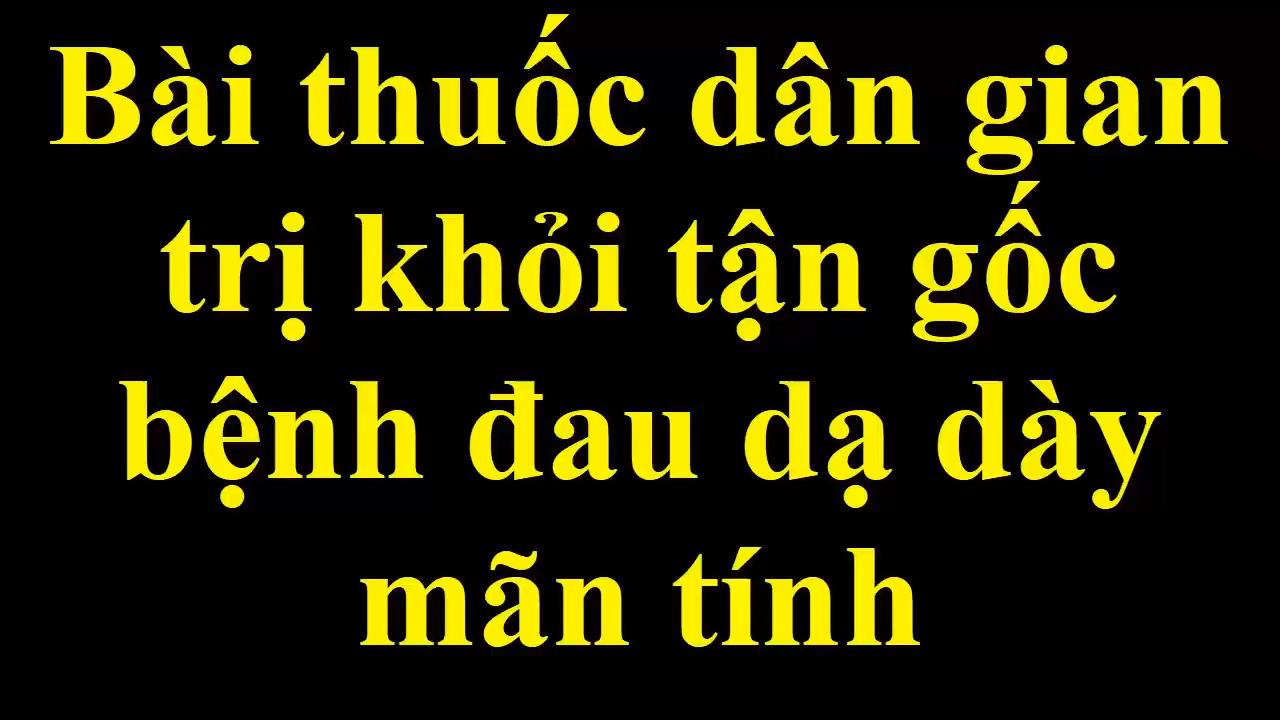 Bài thuốc dân gian
trị khỏi tận gốc
bệnh đau dạ dày
mãn tính